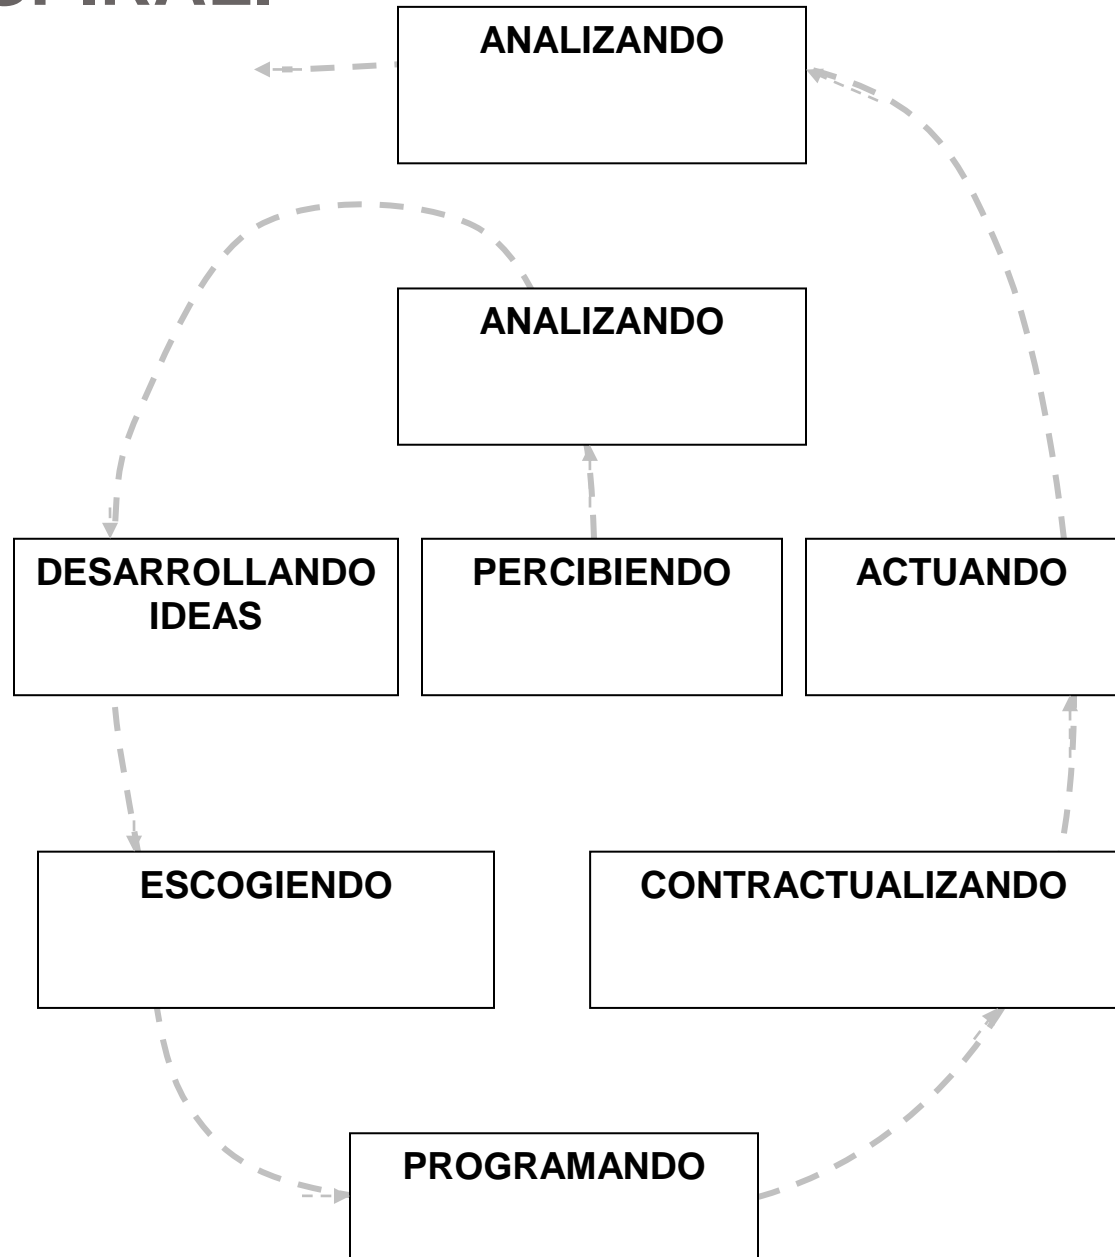 ANALIZANDO
ANALIZANDO
DESARROLLANDO
IDEAS
PERCIBIENDO
ACTUANDO
ESCOGIENDO
CONTRACTUALIZANDO
PROGRAMANDO